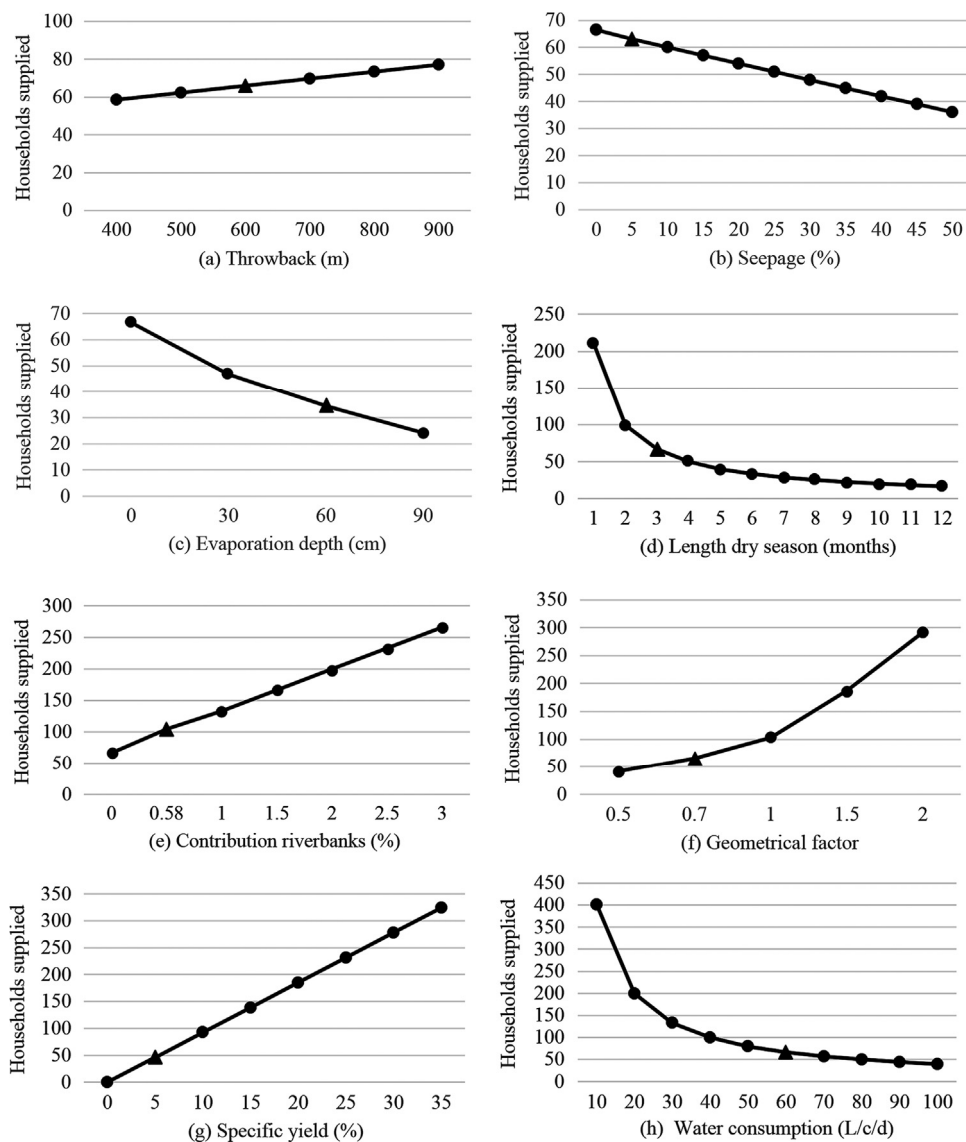 Households supplied
100
80
60
40
20
0
400 500 600 700 800 900
(a) Throwback (m)
Households supplied
70
60
50
40
30
20
10
0
0 5 10 15 20 25 30 35 40 45 50
(b) Seepage (%)
Households supplied
70
60
50
40
30
20
10
0
0 30 60 90
(c) Evaporation depth (cm)
Households supplied
250
200
150
100
50
0
1 2 3 4 5 6 7 8 9 10 11 12
(d) Length dry season (months)
Households supplied
300
250
200
150
100
50
0
0 0.58 1 1.5 2 2.5 3
(e) Contribution riverbanks (%)
Households supplied
350
300
250
200
150
100
50
0
0.5 0.7 1 1.5 2
(f) Geometrical factor
Households supplied
350
300
250
200
150
100
50
0
0 5 10 15 20 25 30 35
(g) Specific yield (%)
Households supplied
450
400
350
300
250
200
150
100
50
0
10 20 30 40 50 60 70 80 90 100
(h) Water consumption (L/c/d)